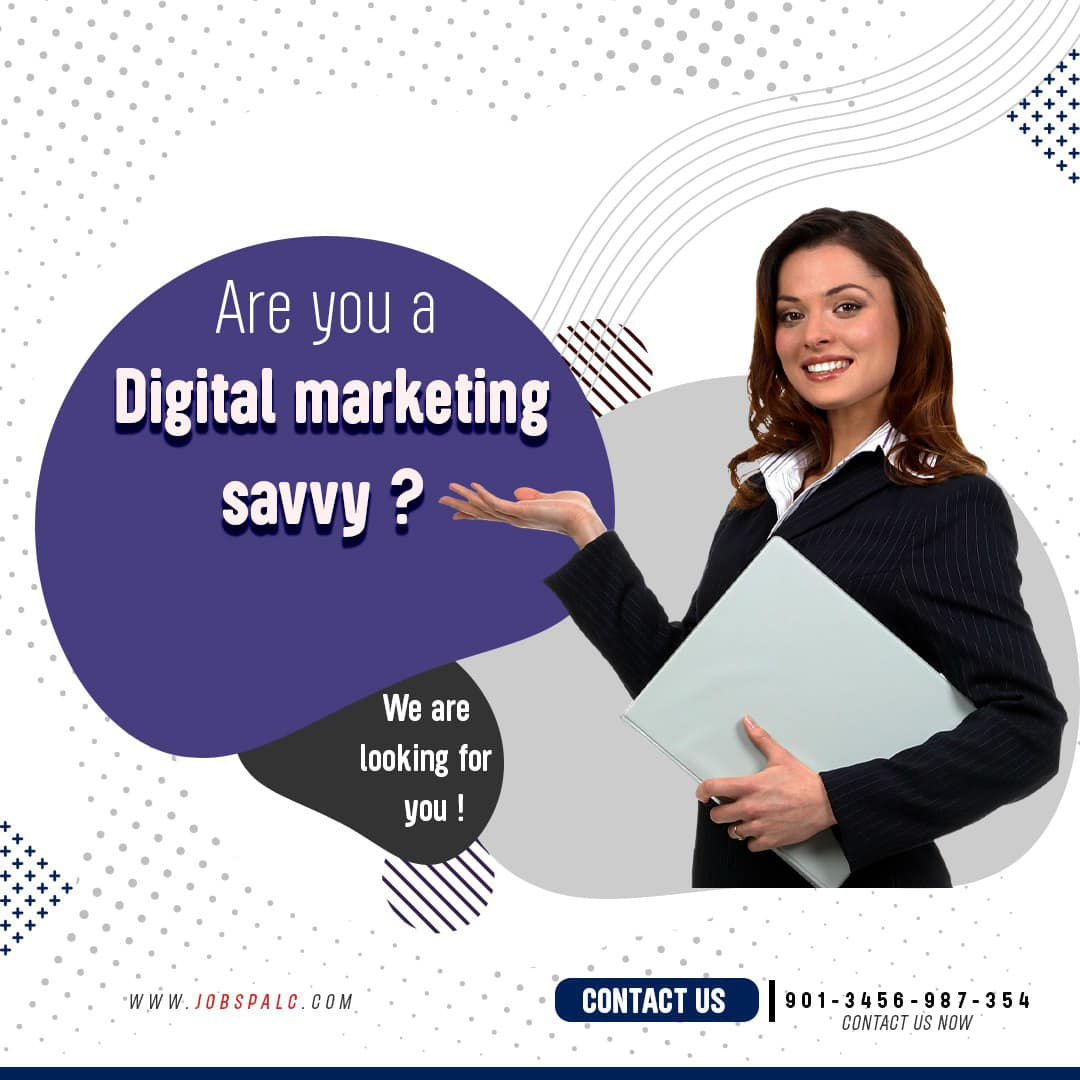 Are you a
Digital marketing
savvy ?
We are
looking for
you !
WWW.JOBSPALC.COM
CONTACT US
901-3456-987-354
CONTACT US NOW